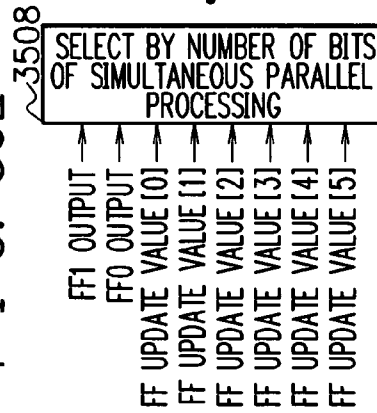 3508
SELECT BY NUMBER OF BITS
OF SIMULTANEOUS PARALLEL
PROCESSING
FF1 OUTPUT
FF0 OUTPUT
FF UPDATE VALUE [0]
FF UPDATE VALUE [1]
FF UPDATE VALUE [2]
FF UPDATE VALUE [3]
FF UPDATE VALUE [4]
FF UPDATE VALUE [5]